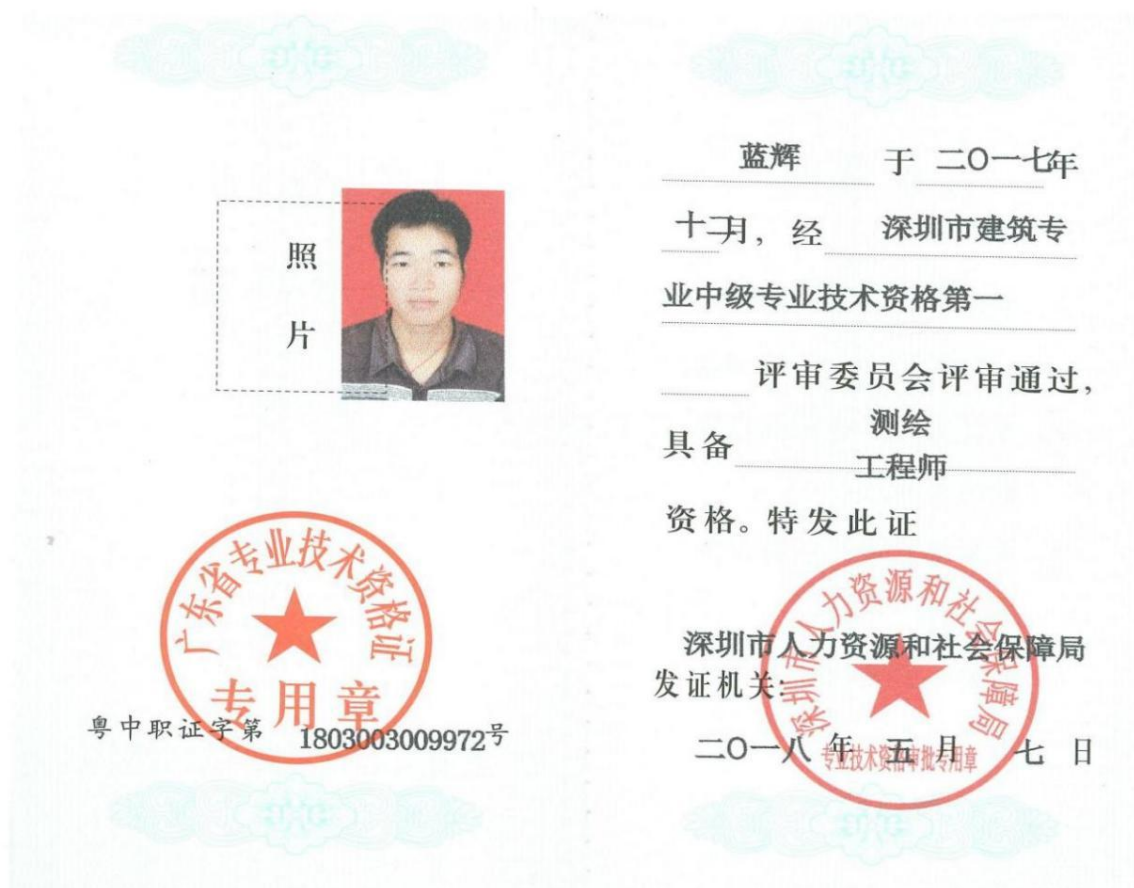 照
片
广东省专业技术资格证
专用章
粤中职证字第 1803003009972号
蓝辉 于 二〇一七年
十二月，经 深圳市建筑专
业中级专业技术资格第一
评审委员会评审通过，
具备 测绘
工程师
资格。特发此证
深圳市人力资源和社会保障局
发证机关：
二〇一八 年 五 月 七 日
深圳市人力资源和社会保障局
专业技术资格审批专用章